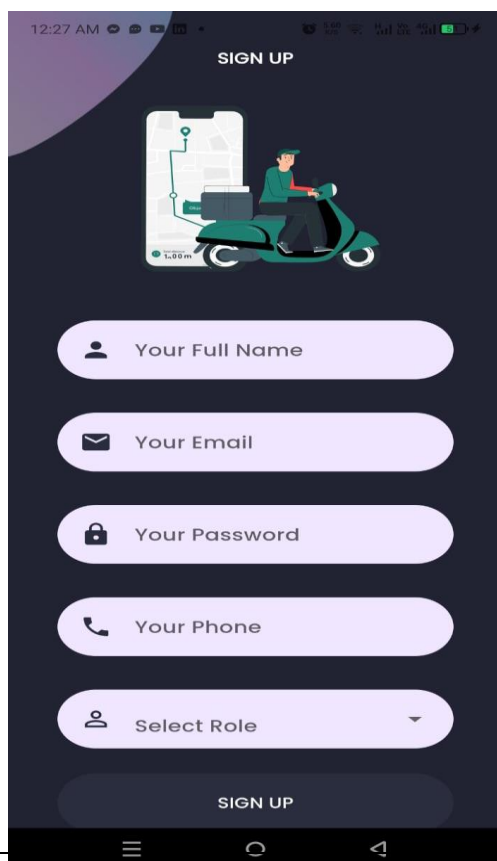 12:27 AM
SIGN UP
Your Full Name
Your Email
Your Password
Your Phone
Select Role
SIGN UP